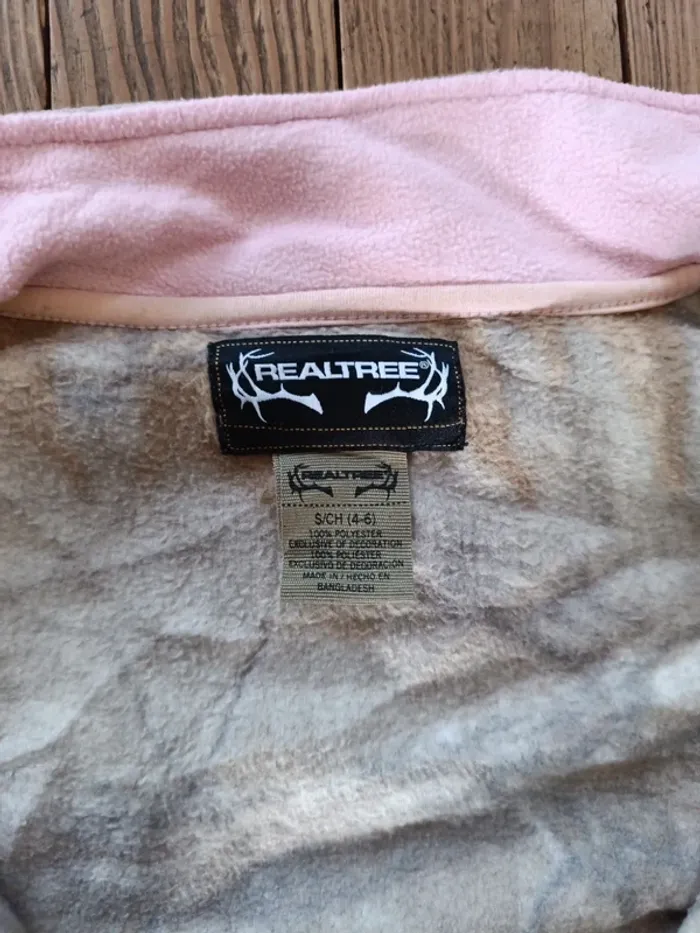 REALTREE®
REALTREE
S/CH (4-6)
100% POLYESTER
EXCLUSIVE OF DECORATION
100% POLIÉSTER
EXCLUSIVO DE DECORACIÓN
MADE IN / HECHO EN
BANGLADESH